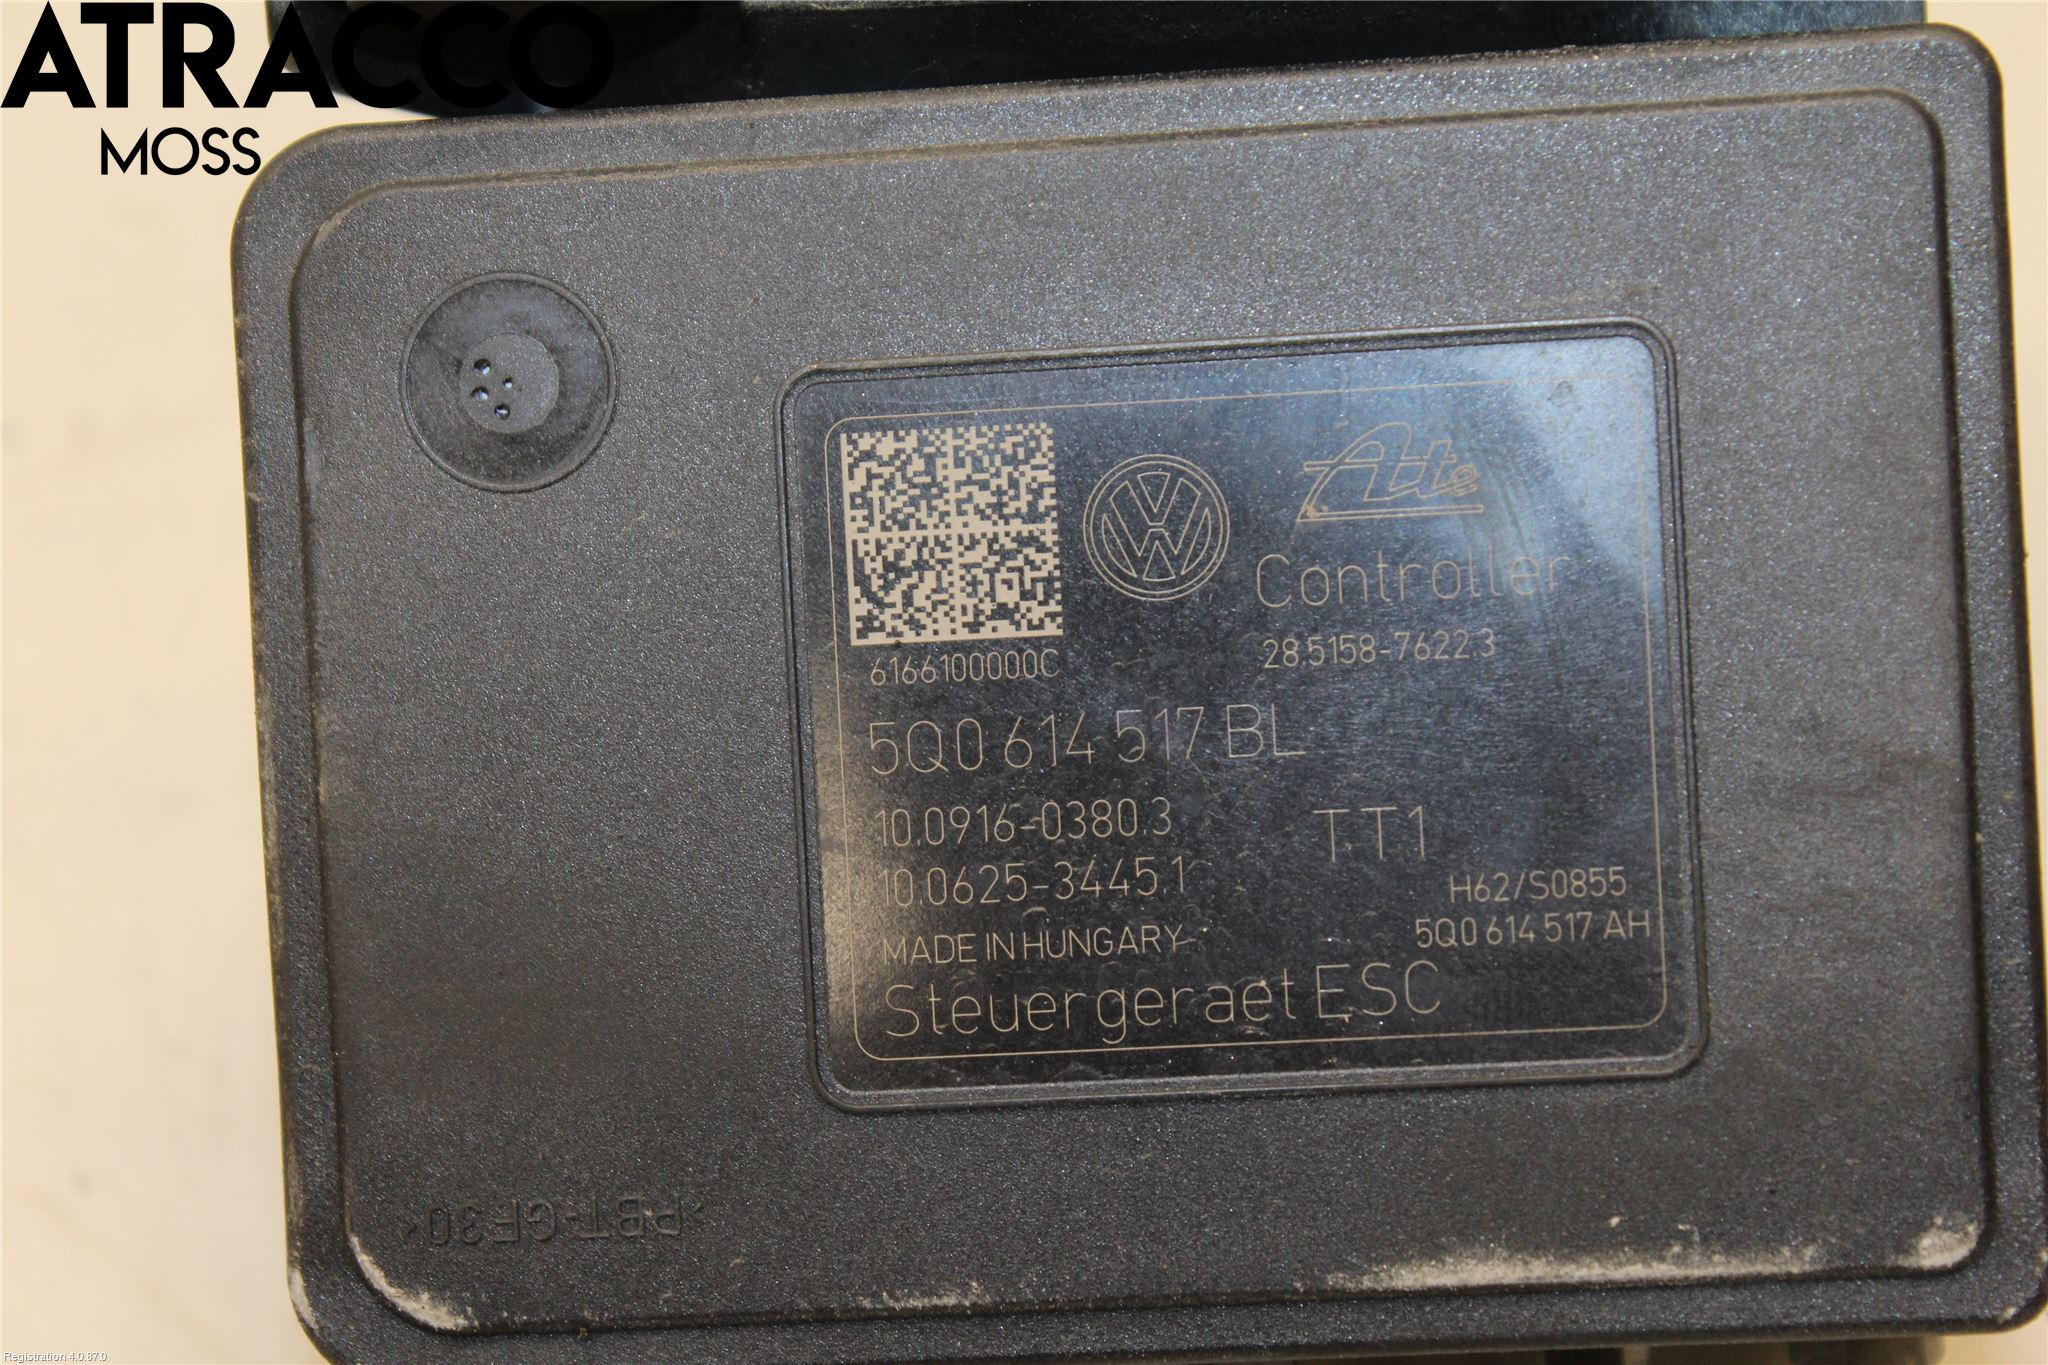 ATRACCO
MOSS
Ate
Controller
28.5158-7622.3
6166100000C
5Q0 614 517 BL
10.0916-0380.3
TT1
10.0625-3445.1
H62/S0855
MADE IN HUNGARY
5Q0 614 517 AH
Steuergeraet ESC
>PBT-GF30<
Registration 4.0.87.0